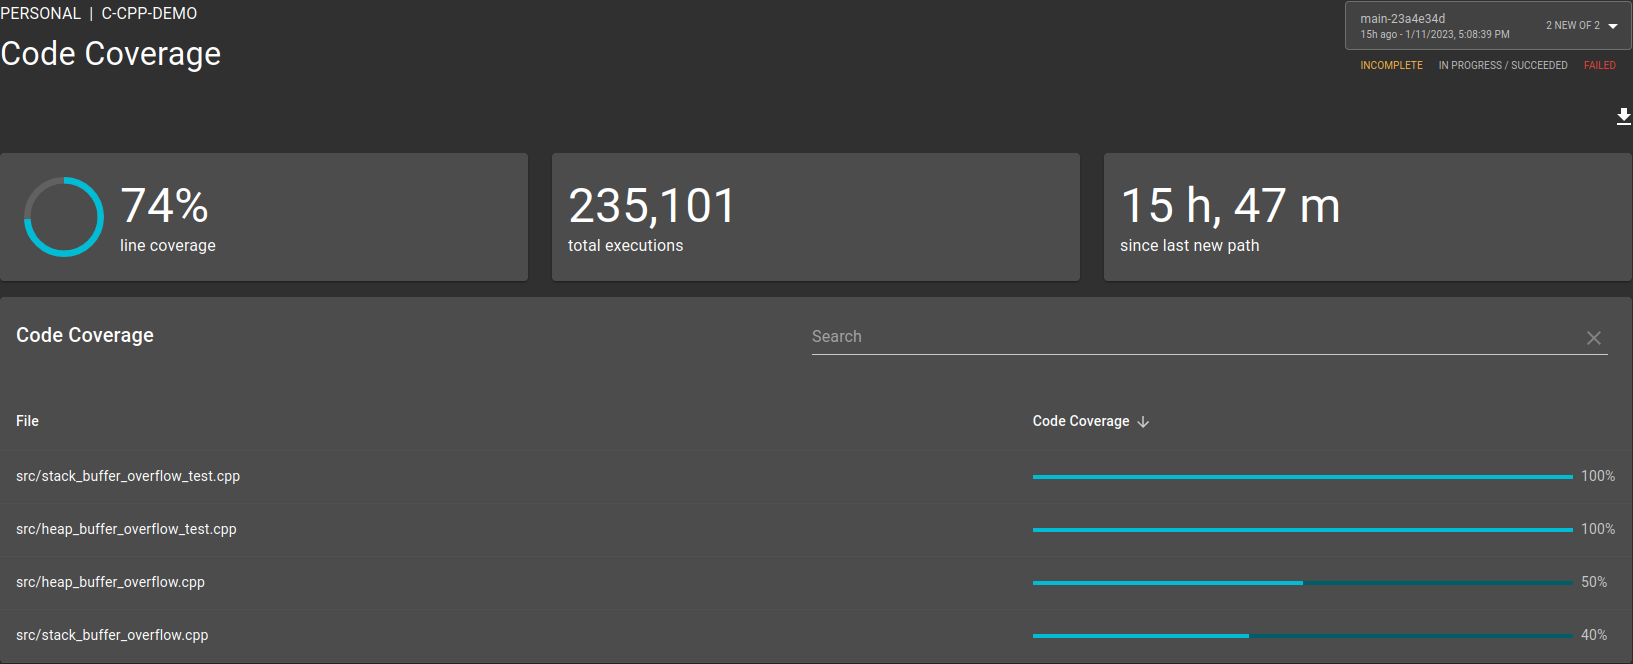 PERSONAL | C-CPP-DEMO
Code Coverage
main-23a4e34d
15h ago - 1/11/2023, 5:08:39 PM
2 NEW OF 2
INCOMPLETE IN PROGRESS / SUCCEEDED FAILED
74%
line coverage
235,101
total executions
15 h, 47 m
since last new path
Code Coverage
Search
File Code Coverage
src/stack_buffer_overflow_test.cpp 100%
src/heap_buffer_overflow_test.cpp 100%
src/heap_buffer_overflow.cpp 50%
src/stack_buffer_overflow.cpp 40%